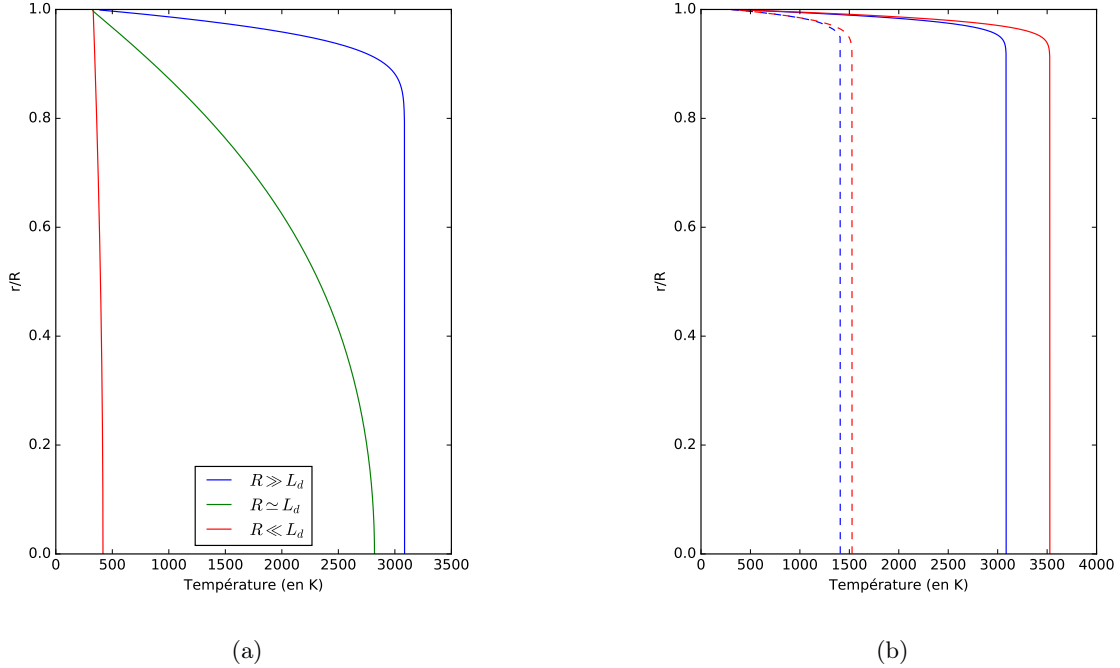 1.0
0.8
0.6
0.4
0.2
0.0
r/R
R ≫ L_d
R ≃ L_d
R ≪ L_d
0 500 1000 1500 2000 2500 3000 3500
Température (en K)
(a)
1.0
0.8
0.6
0.4
0.2
0.0
r/R
0 500 1000 1500 2000 2500 3000 3500 4000
Température (en K)
(b)